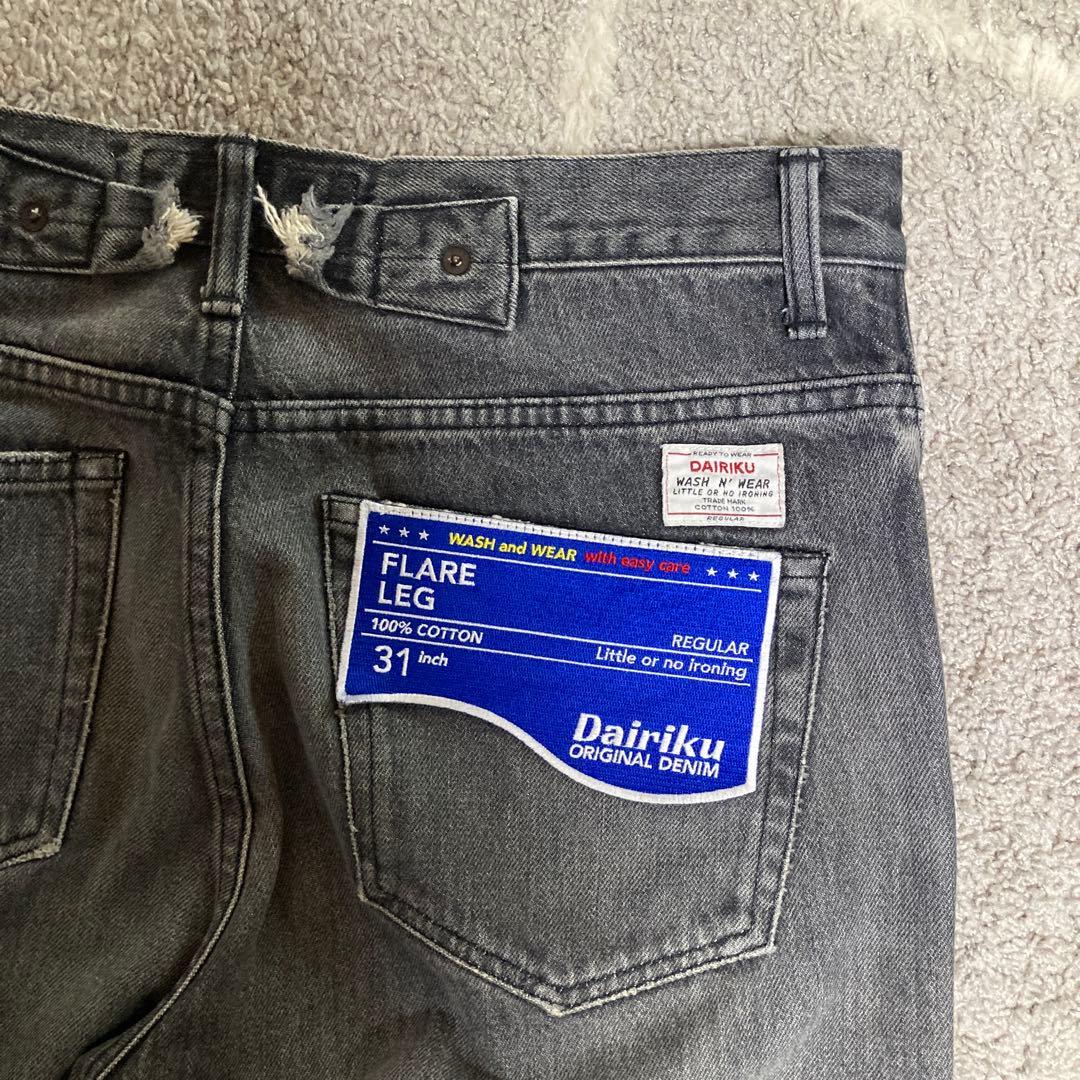 READY TO WEAR
DAIRIKU
WASH N' WEAR
LITTLE OR NO IRONING
TRADE MARK
COTTON 100%
REGULAR
WASH and WEAR with easy care
FLARE
LEG
100% COTTON
REGULAR
31 inch
Little or no ironing
Dairiku
ORIGINAL DENIM